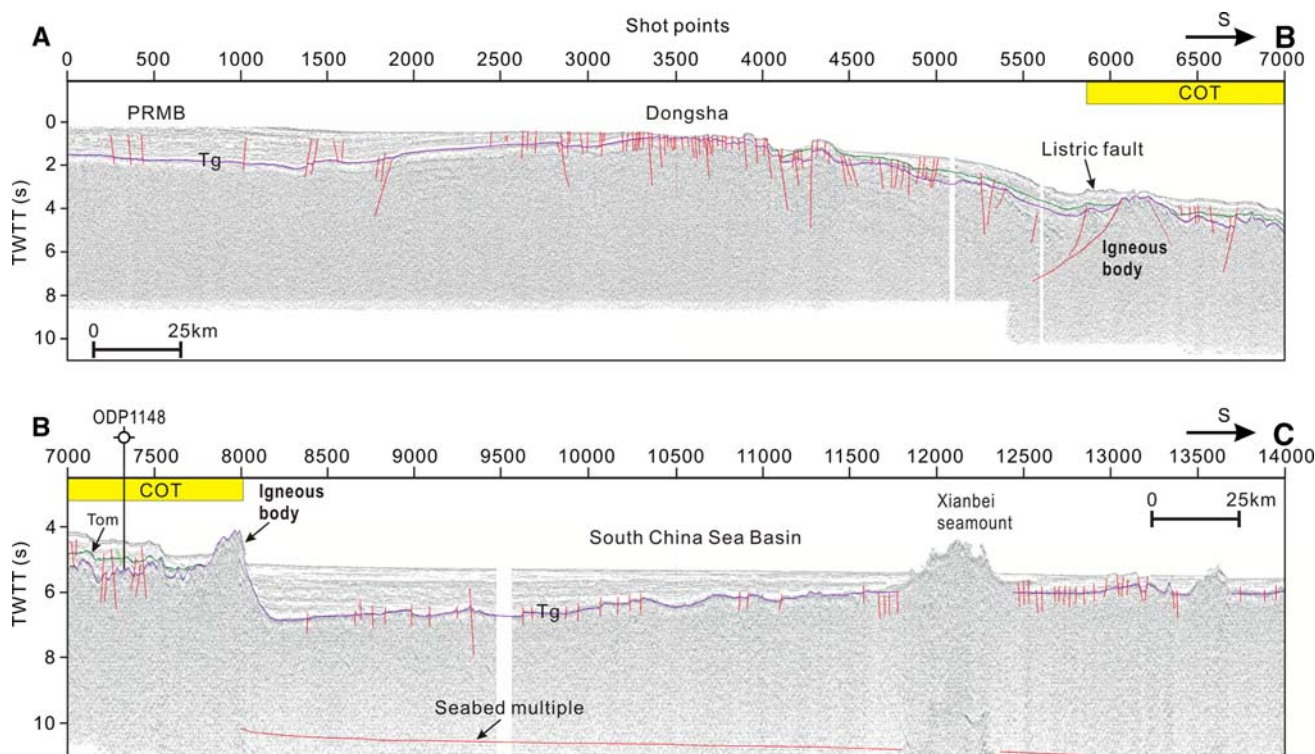 A
Shot points
S
B
0 500 1000 1500 2000 2500 3000 3500 4000 4500 5000 5500 6000 6500 7000
COT
PRMB
Dongsha
0
Tg
Listric fault
2
4
TWTT (s)
6
Igneous
body
8
10
0 25km
ODP1148
B
S
C
7000 7500 8000 8500 9000 9500 10000 10500 11000 11500 12000 12500 13000 13500 14000
COT
Igneous
body
Tom
Xianbei
seamount
0 25km
South China Sea Basin
4
TWTT (s)
6
Tg
8
Seabed multiple
10